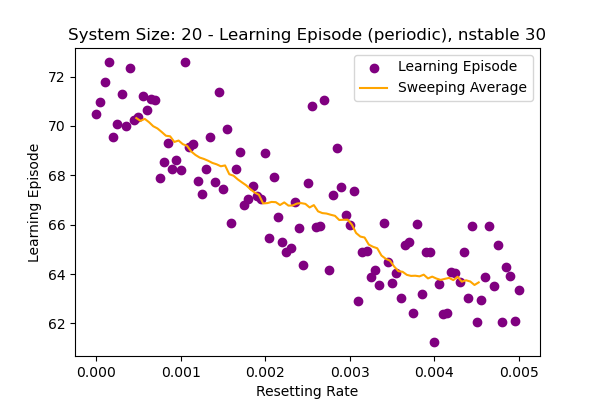 System Size: 20 - Learning Episode (periodic), nstable 30
Learning Episode
Sweeping Average
Learning Episode
72
70
68
66
64
62
0.000 0.001 0.002 0.003 0.004 0.005
Resetting Rate